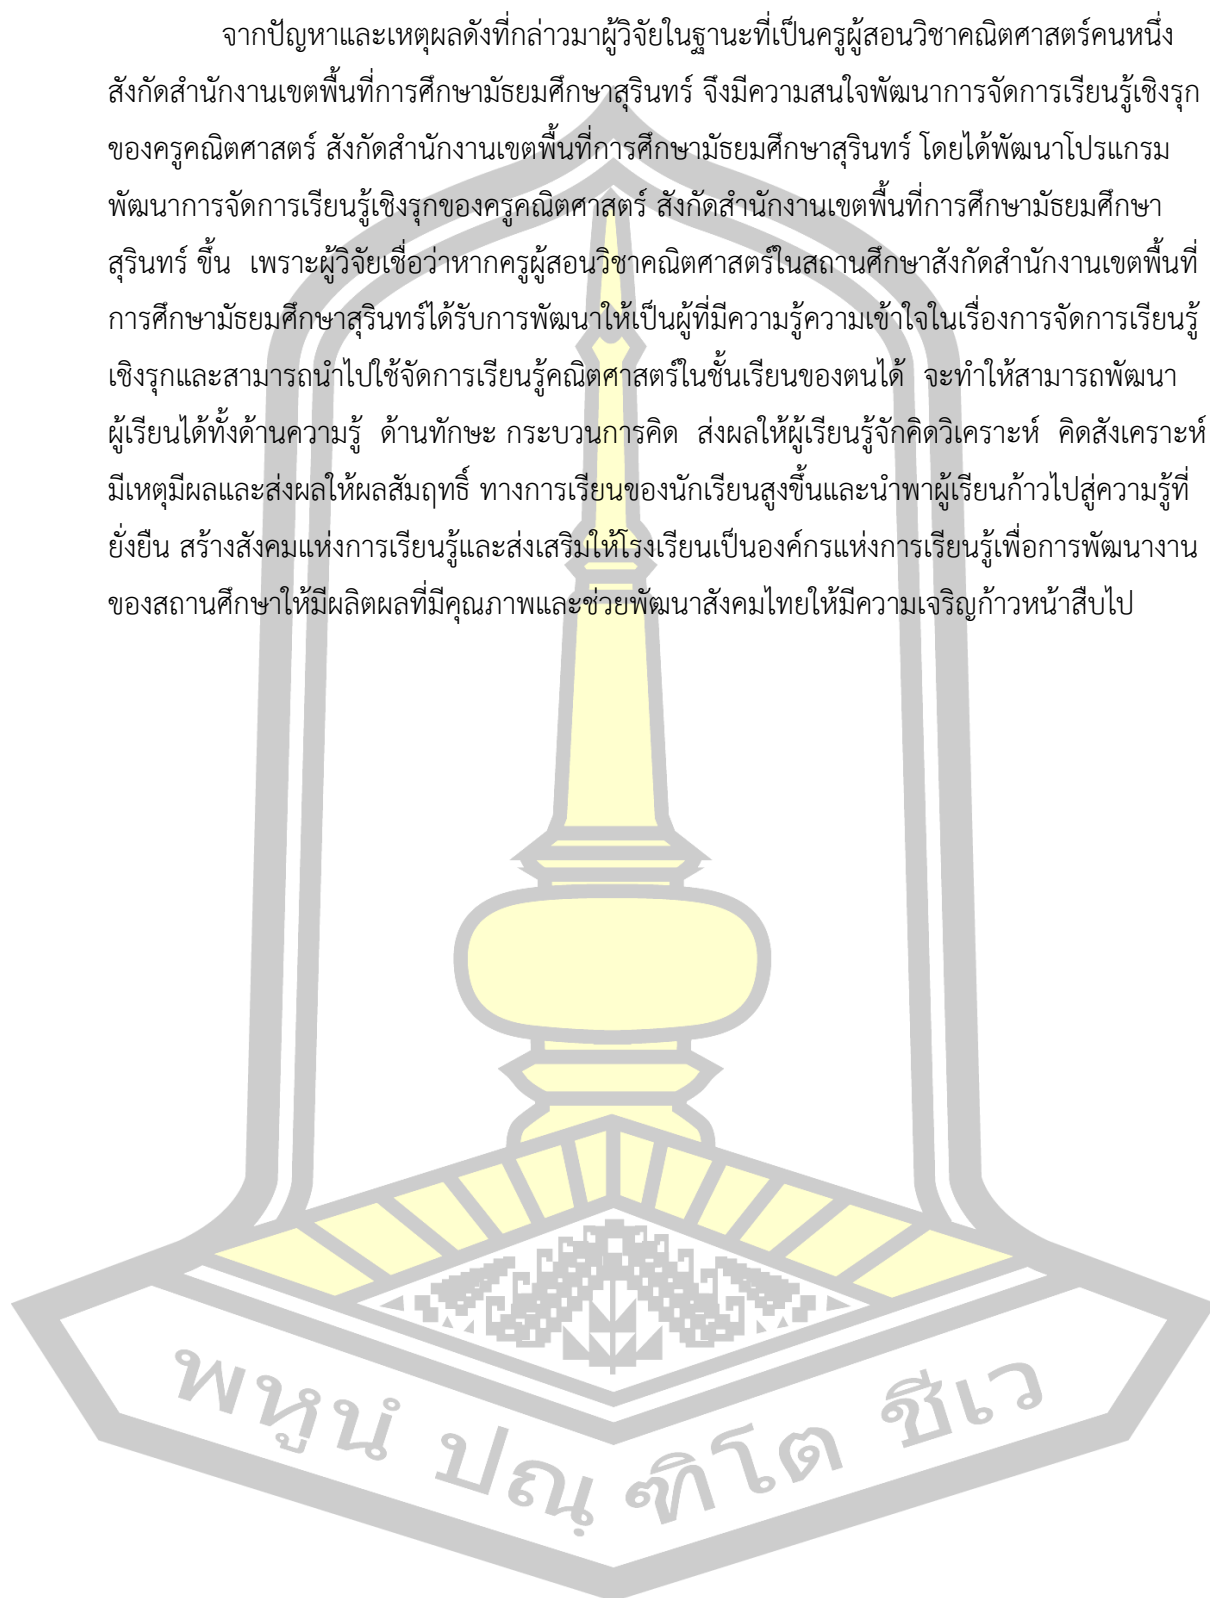 จากปัญหาและเหตุผลดังที่กล่าวมาผู้วิจัยในฐานะที่เป็นครูผู้สอนวิชาคณิตศาสตร์คนหนึ่ง
สังกัดสำนักงานเขตพื้นที่การศึกษามัธยมศึกษาสุรินทร์ จึงมีความสนใจพัฒนาการจัดการเรียนรู้เชิงรุก
ของครูคณิตศาสตร์ สังกัดสำนักงานเขตพื้นที่การศึกษามัธยมศึกษาสุรินทร์ โดยได้พัฒนาโปรแกรม
พัฒนาการจัดการเรียนรู้เชิงรุกของครูคณิตศาสตร์ สังกัดสำนักงานเขตพื้นที่การศึกษามัธยมศึกษา
สุรินทร์ ขึ้น เพราะผู้วิจัยเชื่อว่าหากครูผู้สอนวิชาคณิตศาสตร์ในสถานศึกษาสังกัดสำนักงานเขตพื้นที่
การศึกษามัธยมศึกษาสุรินทร์ได้รับการพัฒนาให้เป็นผู้ที่มีความรู้ความเข้าใจในเรื่องการจัดการเรียนรู้
เชิงรุกและสามารถนำไปใช้จัดการเรียนรู้คณิตศาสตร์ในชั้นเรียนของตนได้ จะทำให้สามารถพัฒนา
ผู้เรียนได้ทั้งด้านความรู้ ด้านทักษะ กระบวนการคิด ส่งผลให้ผู้เรียนรู้จักคิดวิเคราะห์ คิดสังเคราะห์
มีเหตุมีผลและส่งผลให้ผลสัมฤทธิ์ ทางการเรียนของนักเรียนสูงขึ้นและนำพาผู้เรียนก้าวไปสู่ความรู้ที่
ยั่งยืน สร้างสังคมแห่งการเรียนรู้และส่งเสริมให้โรงเรียนเป็นองค์กรแห่งการเรียนรู้เพื่อการพัฒนางาน
ของสถานศึกษาให้มีผลิตผลที่มีคุณภาพและช่วยพัฒนาสังคมไทยให้มีความเจริญก้าวหน้าสืบไป
พหูนํ ปณฺฑิโต ชีเว